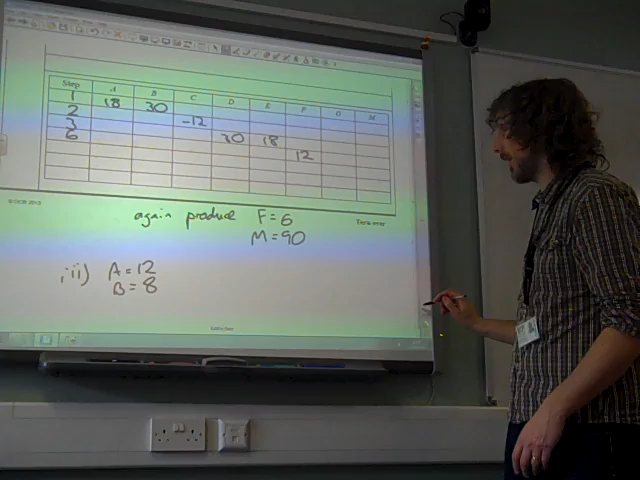 Step A B C D E F G H
1 18 30
2 -12
3 30 18
6 12
© OCR 2013
Turn over
again produce F = 6
M = 90
iii) A = 12
B = 8